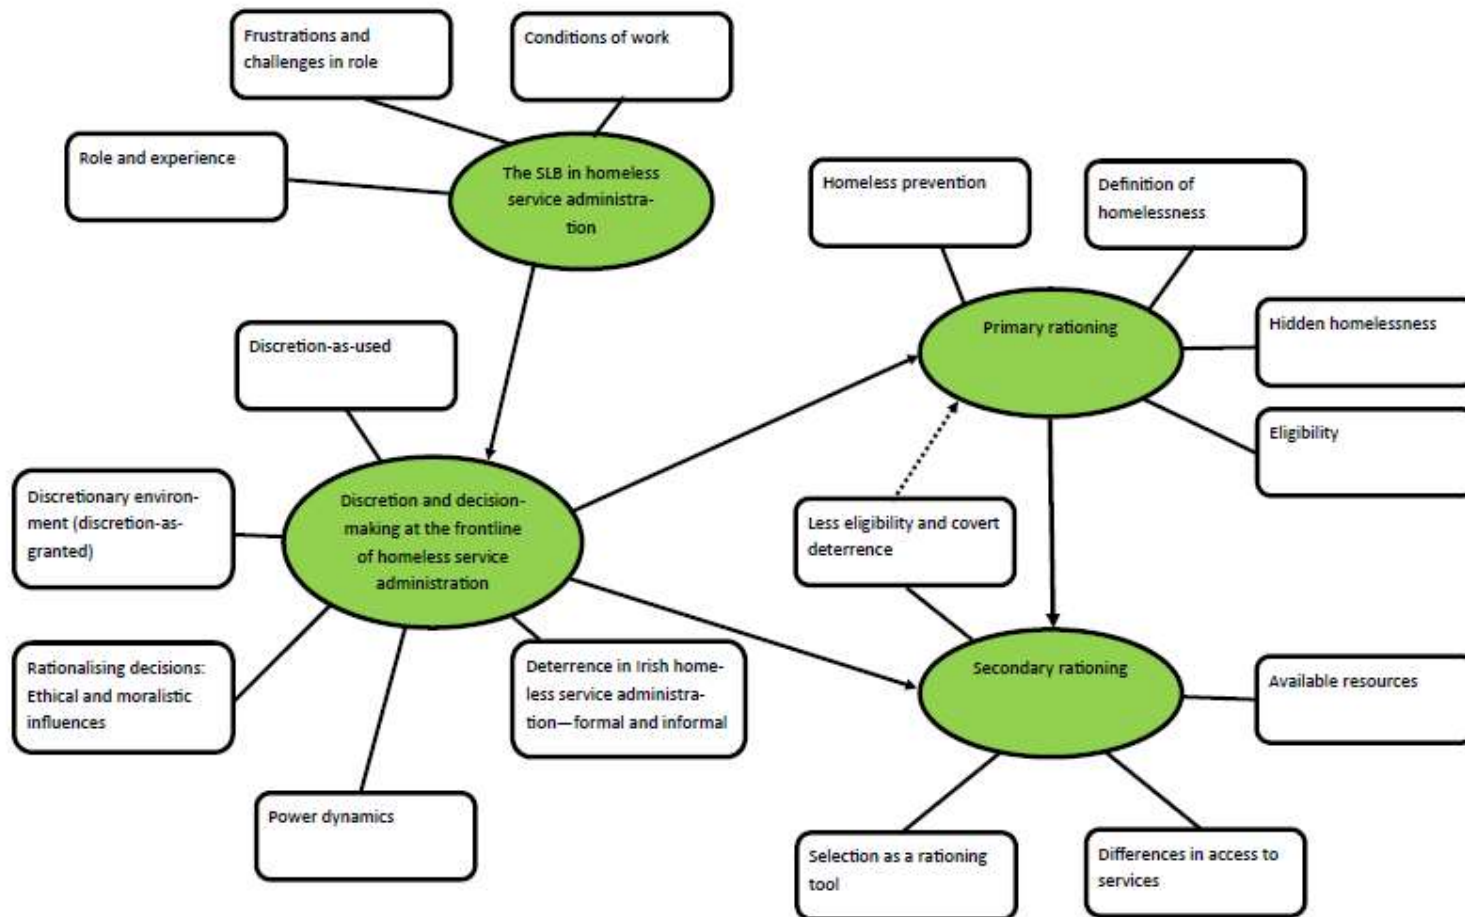 Frustrations and
challenges in role
Conditions of work
Role and experience
The SLB in homeless
service administra-
tion
Homeless prevention
Definition of
homelessness
Primary rationing
Hidden homelessness
Eligibility
Discretion-as-used
Discretionary environ-
ment (discretion-as-
granted)
Discretion and decision-
making at the frontline
of homeless service
administration
Less eligibility and covert
deterrence
Rationalising decisions:
Ethical and moralistic
influences
Deterrence in Irish home-
less service administra-
tion—formal and informal
Secondary rationing
Available resources
Power dynamics
Selection as a rationing
tool
Differences in access to
services